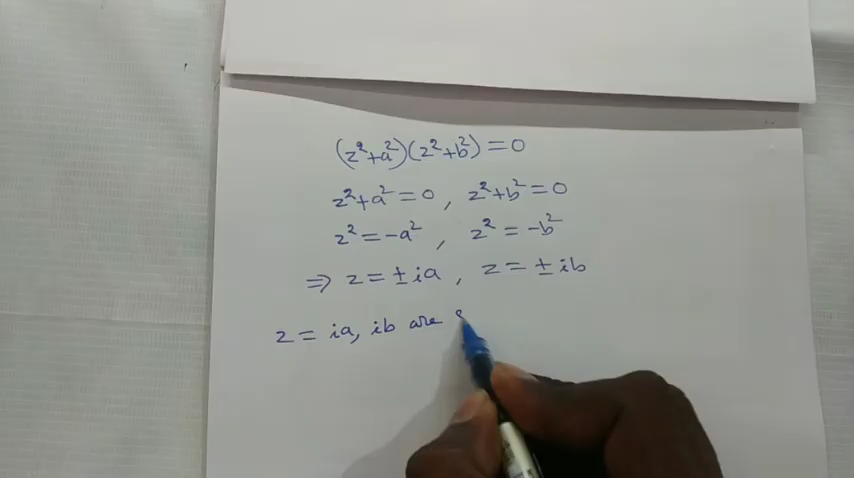 (z²+a²)(z²+b²)=0
z²+a²=0, z²+b²=0
z²=-a², z²=-b²
⇒ z=±ia, z=±ib
z= ia, ib are